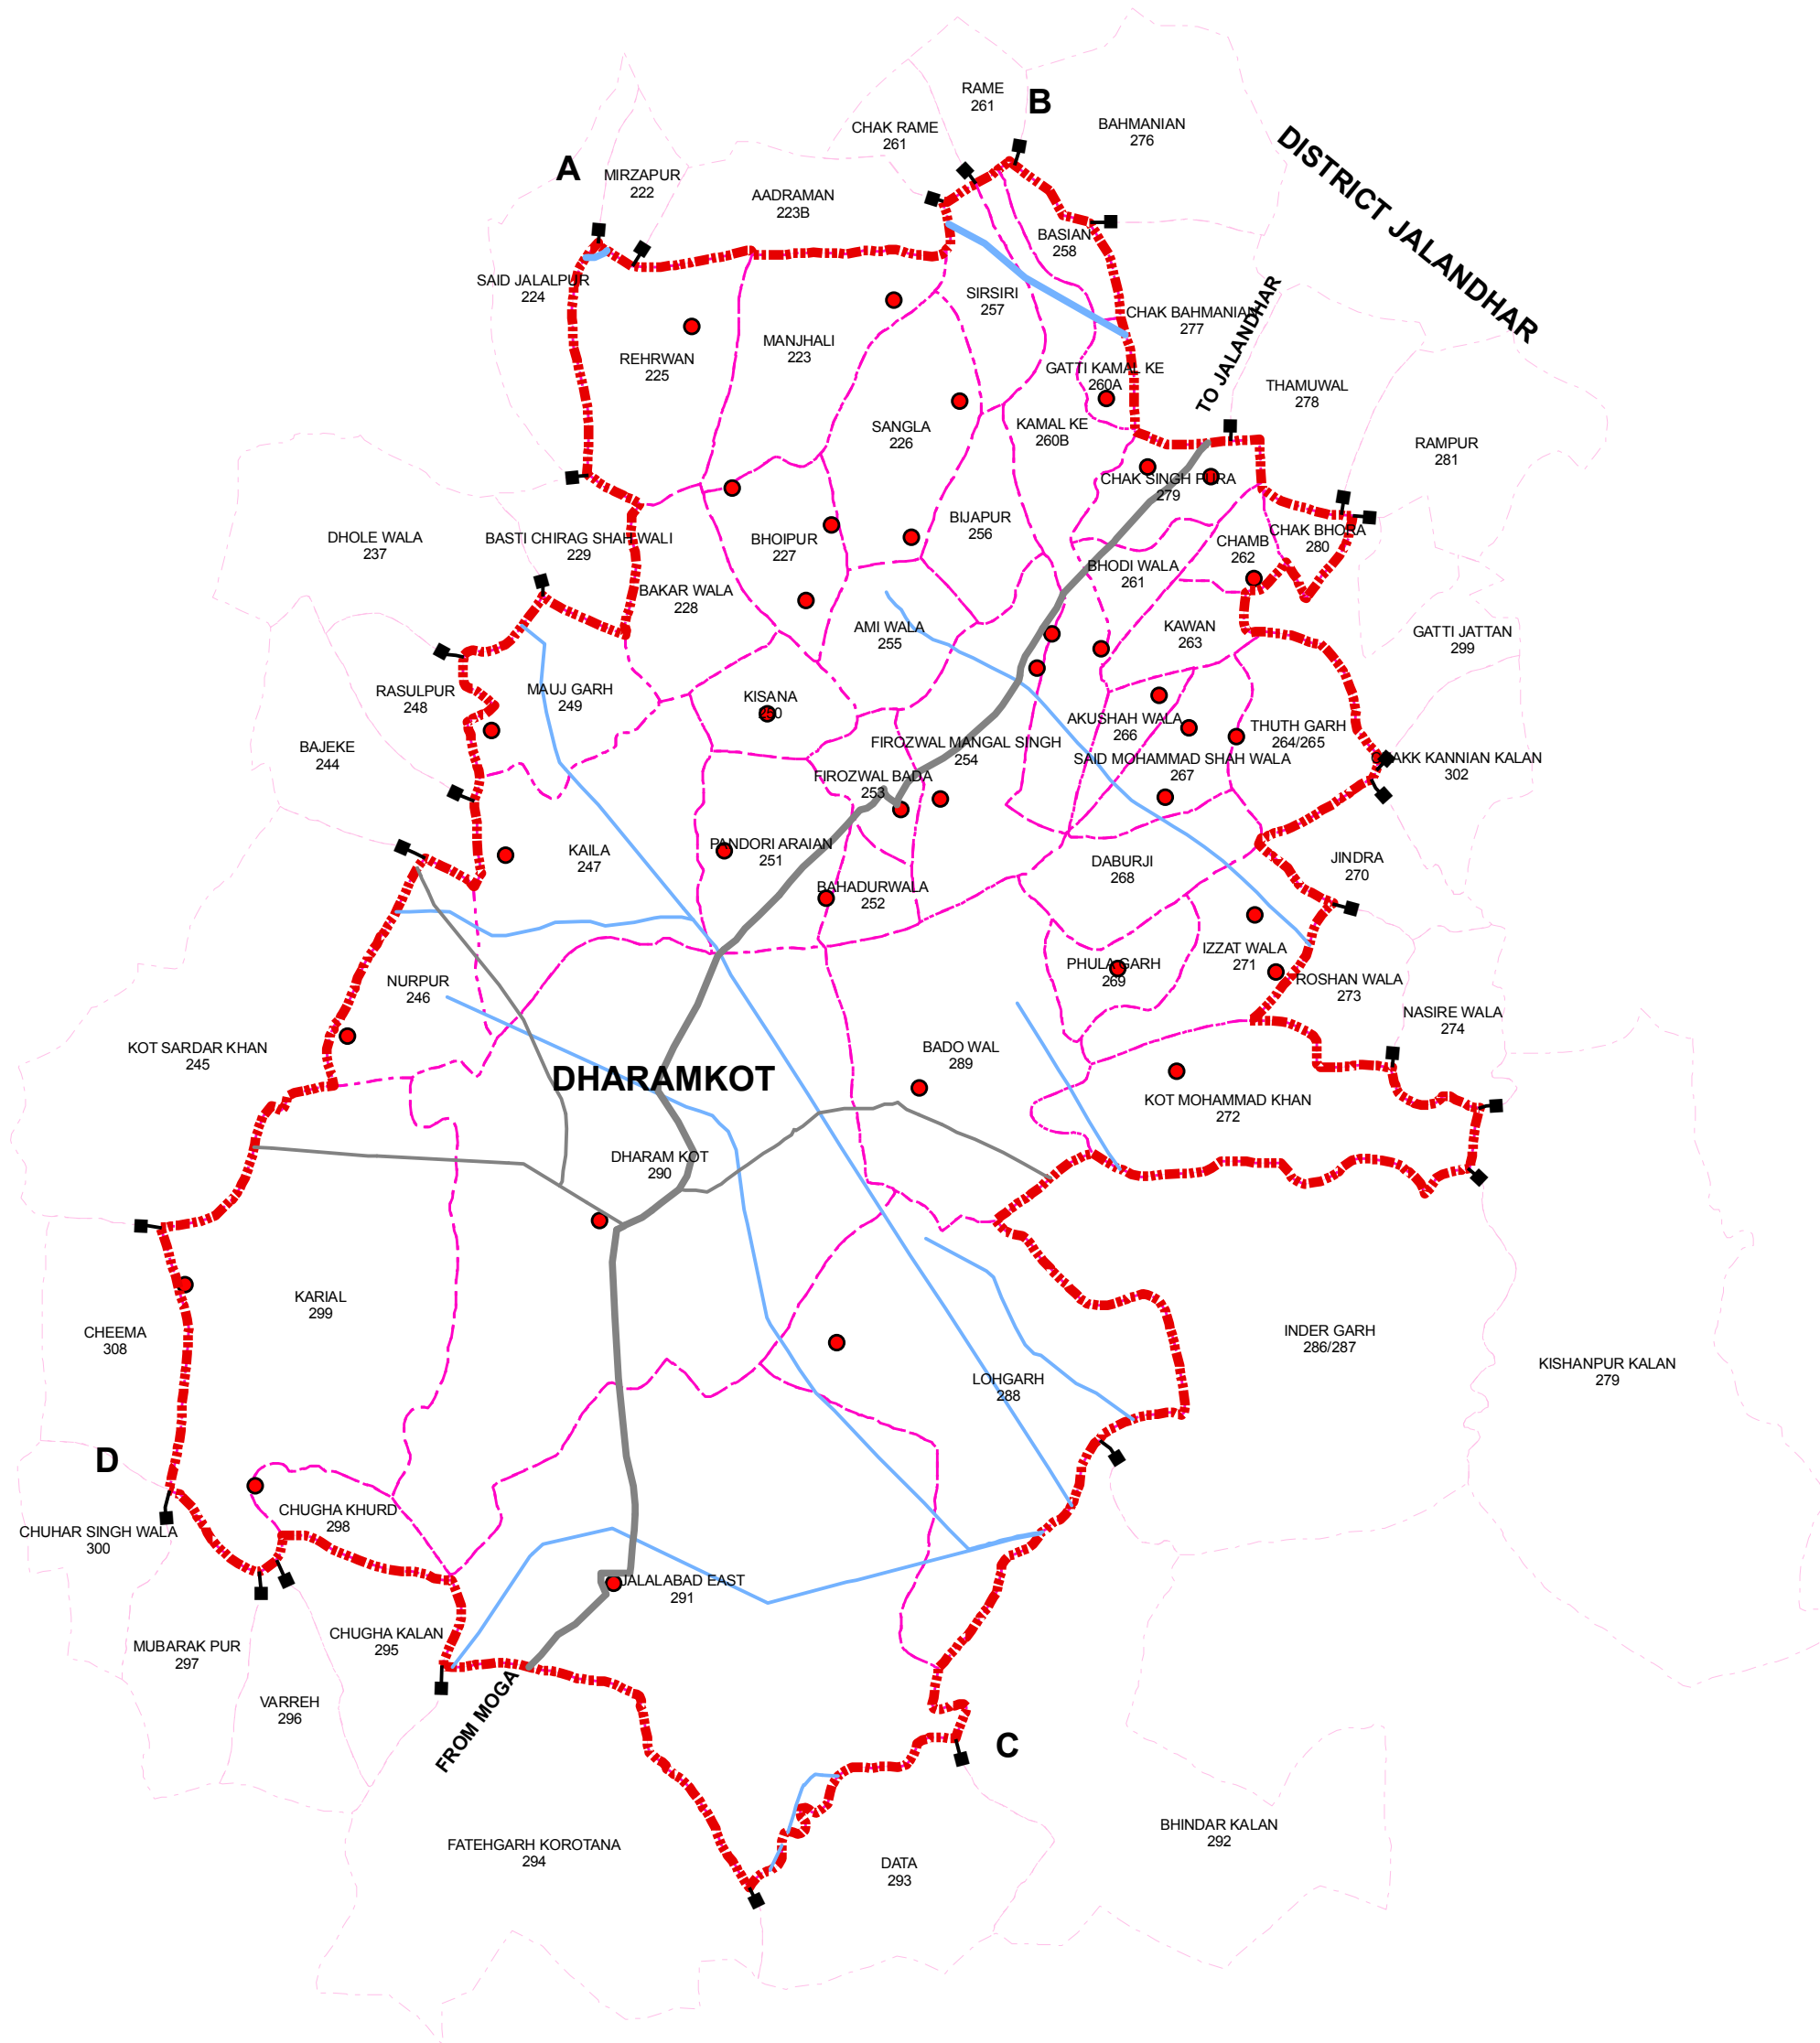 RAME
261
B
CHAK RAME
261
BAHMANIAN
276
DISTRICT JALANDHAR
A
MIRZAPUR
222
AADRAMAN
223B
BASIAN
258
SAID JALALPUR
224
SIRSIRI
257
CHAK BAHMANIAN
277
TO JALANDHAR
MANJHALI
223
REHRWAN
225
GATTI KAMAL KE
260A
THAMUWAL
278
SANGLA
226
KAMAL KE
260B
RAMPUR
281
CHAK SINGH PURA
279
DHOLE WALA
237
BASTI CHIRAG SHAH WALI
229
BHOIPUR
227
BIJAPUR
256
CHAMB
262
CHAK BHORA
280
BHODI WALA
261
BAKAR WALA
228
AMI WALA
255
KAWAN
263
GATTI JATTAN
299
RASULPUR
248
MAUJ GARH
249
KISANA
250
AKUSHAH WALA
266
THUTH GARH
264/265
BAJEKE
244
FIROZWAL MANGAL SINGH
254
SAID MOHAMMAD SHAH WALA
267
AKK KANNIAN KALAN
302
FIROZWAL BADA
253
KAILA
247
PANDORI ARAIAN
251
DABURJI
268
JINDRA
270
BAHADURWALA
252
NURPUR
246
PHULA GARH
269
IZZAT WALA
271
ROSHAN WALA
273
NASIRE WALA
274
KOT SARDAR KHAN
245
BADO WAL
289
DHARAMKOT
KOT MOHAMMAD KHAN
272
DHARAM KOT
290
KARIAL
299
CHEEMA
308
INDER GARH
286/287
LOHGARH
288
KISHANPUR KALAN
279
D
CHUGHA KHURD
298
CHUHAR SINGH WALA
300
JALALABAD EAST
291
CHUGHA KALAN
295
MUBARAK PUR
297
VARREH
296
FROM MOGA
C
FATEHGARH KOROTANA
294
DATA
293
BHINDAR KALAN
292